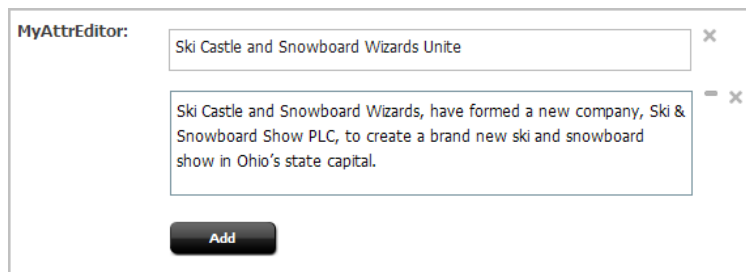 MyAttrEditor:
Ski Castle and Snowboard Wizards Unite
Ski Castle and Snowboard Wizards, have formed a new company, Ski &
Snowboard Show PLC, to create a brand new ski and snowboard
show in Ohio’s state capital.
Add